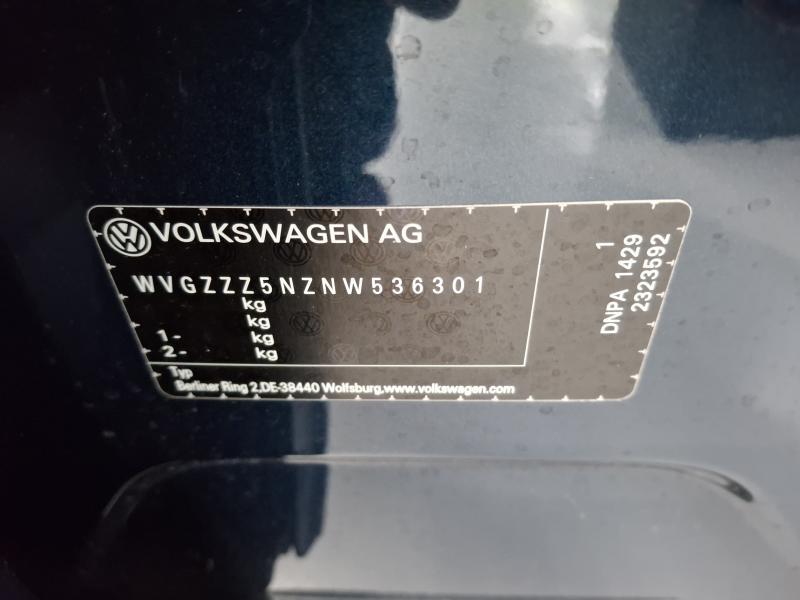 VOLKSWAGEN AG
WVGZZZ5NZNW536301
kg
kg
1- kg
2- kg
Typ
Berliner Ring 2,DE-38440 Wolfsburg,www.volkswagen.com
1
DNPA 1429
2323592